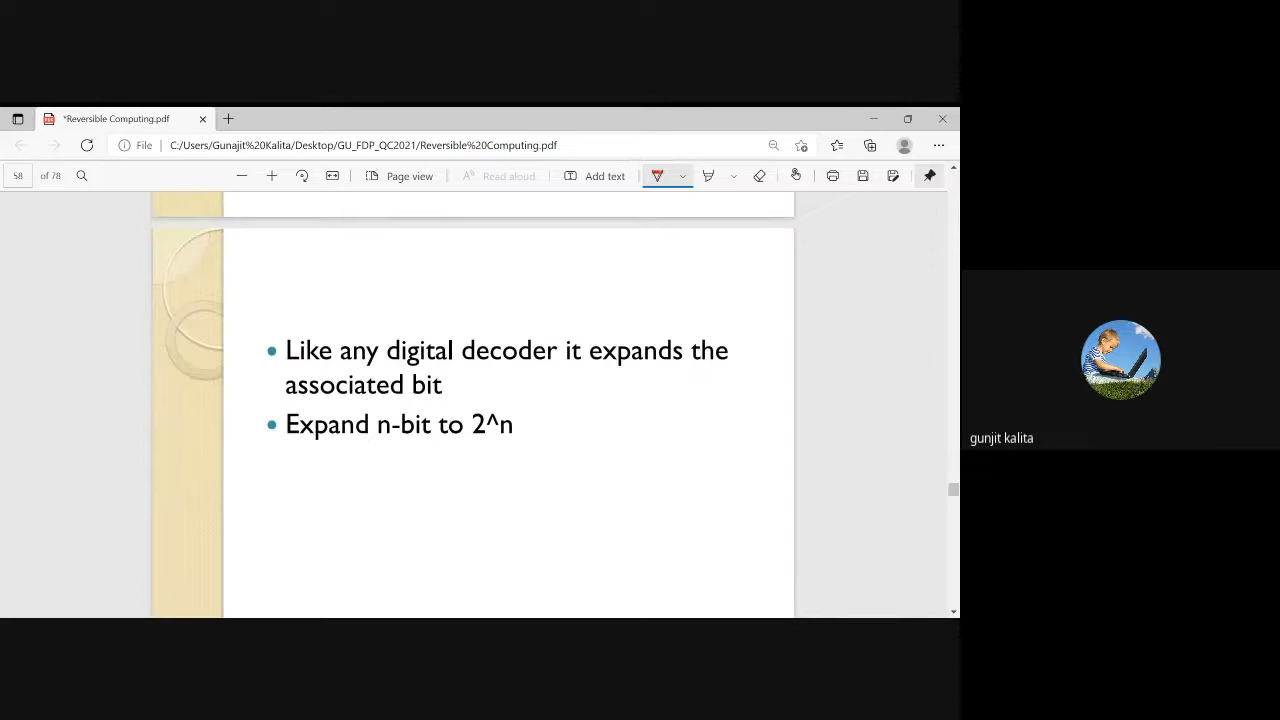 *Reversible Computing.pdf
File
C:/Users/Gunajit%20Kalita/Desktop/GU_FDP_QC2021/Reversible%20Computing.pdf
58 of 78
Page view
Read aloud
Add text
• Like any digital decoder it expands the
associated bit
• Expand n-bit to 2^n
gunjit kalita